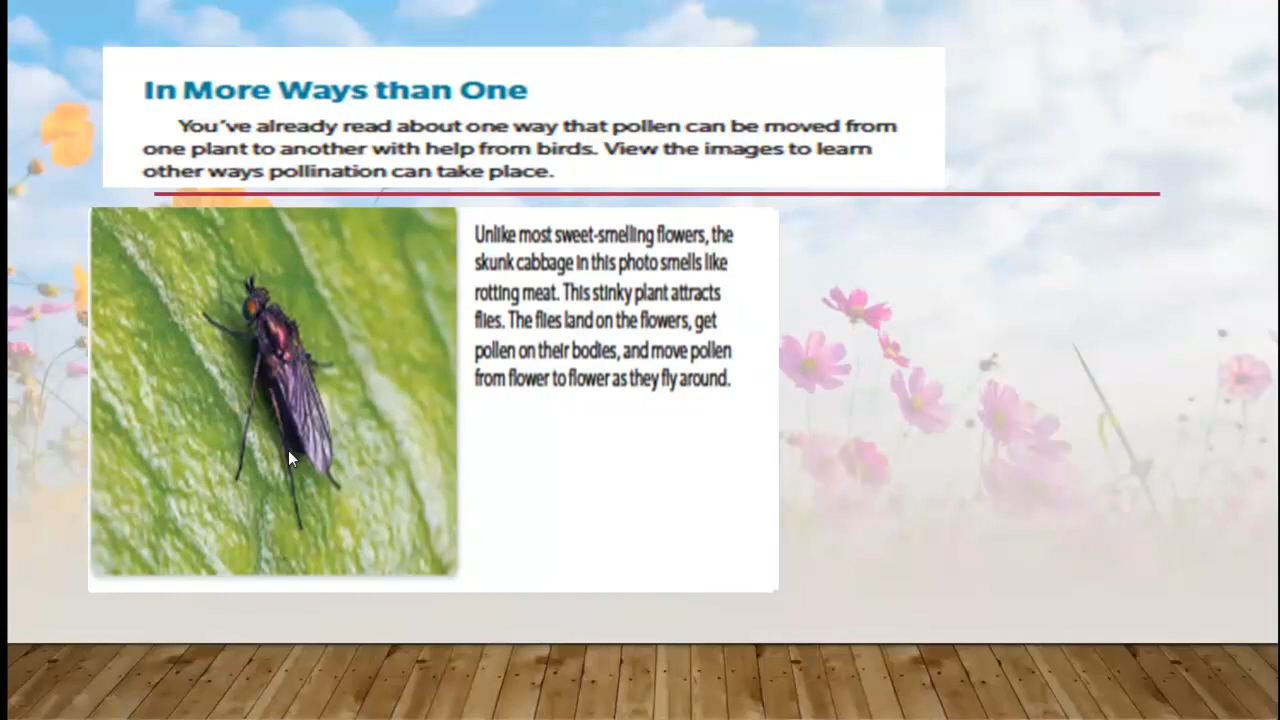 In More Ways than One
You've already read about one way that pollen can be moved from
one plant to another with help from birds. View the images to learn
other ways pollination can take place.
Unlike most sweet-smelling flowers, the
skunk cabbage in this photo smells like
rotting meat. This stinky plant attracts
flies. The flies land on the flowers, get
pollen on their bodies, and move pollen
from flower to flower as they fly around.